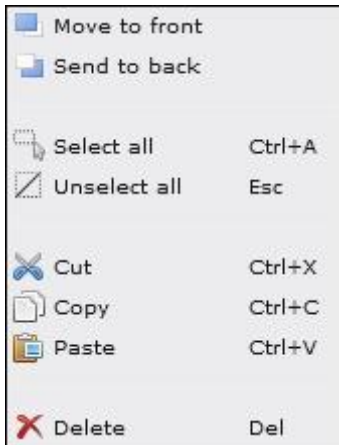 Move to front
Send to back
Select all Ctrl+A
Unselect all Esc
Cut Ctrl+X
Copy Ctrl+C
Paste Ctrl+V
Delete Del